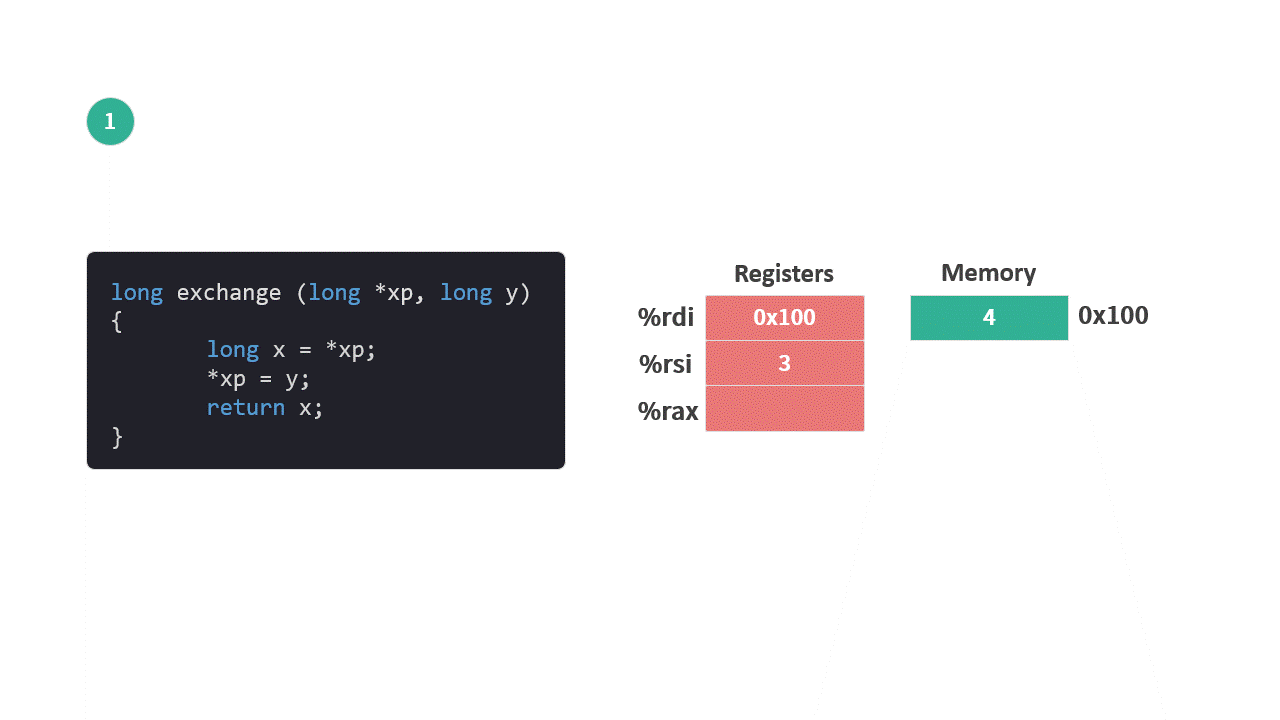 1
long exchange (long *xp, long y)
{
long x = *xp;
*xp = y;
return x;
}
Registers
Memory
%rdi
0x100
4
0x100
%rsi
3
%rax